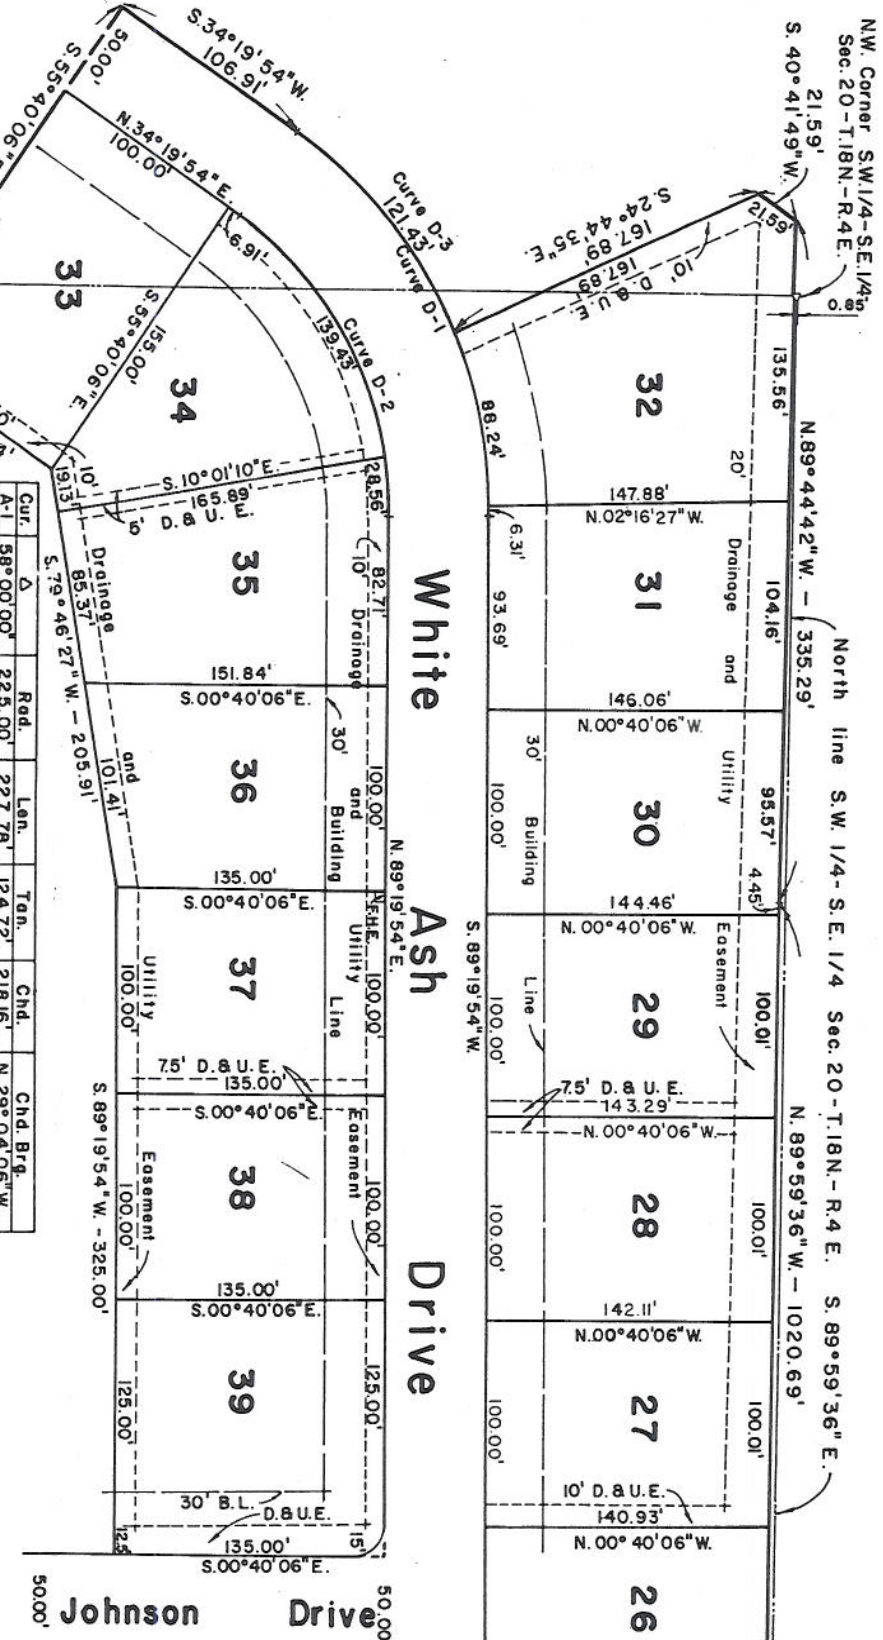 N.W. Corner S.W.1/4-S.E.1/4-
Sec. 20-T.18N.-R.4E.
21.59'
S. 40°41'49"W.
21.59'
0.85'
North line S.W. 1/4- S.E. 1/4 Sec. 20-T.18N.-R.4E. S. 89°59'36" E.
N.89°44'42"W. — 335.29'
N. 89°59'36" W. — 1020.69'
135.56'
104.16'
95.57'
4.45'
100.01'
100.01'
100.01'
20' Drainage and Utility Easement
S.24°44'35"E.
167.89'
167.89'
10' D. & U.E.
32
147.88'
N.02°16'27"W.
31
146.06'
N.00°40'06"W.
30
144.46'
N.00°40'06"W.
29
7.5' D. & U.E.
143.29'
N.00°40'06"W.
28
142.11'
N.00°40'06"W.
27
10' D. & U.E.
140.93'
N.00°40'06"W.
26
30' Building Line
88.24'
6.31'
93.69'
100.00'
100.00'
100.00'
100.00'
S. 89°19'54"W.
White Ash Drive
N. 89°19'54"E.
S.34°19'54"W.
106.91'
Curve D-3
121.43'
Curve D-1
50.00'
S.55°40'06"E.
N.34°19'54"E.
100.00'
6.91'
139.43'
Curve D-2
28.56'
82.71'
100.00'
100.00'
100.00'
125.00'
10' Drainage and Utility Easement
30' Building Line
33
155.00'
S.55°40'06"E.
34
S.10°01'10"E.
165.89'
5' D. & U.E.
35
151.84'
S.00°40'06"E.
36
135.00'
S.00°40'06"E.
37
7.5' D. & U.E.
135.00'
S.00°40'06"E.
38
135.00'
S.00°40'06"E.
39
30' B.L.
D.&U.E.
15'
135.00'
S.00°40'06"E.
12.5'
10'
19.13'
85.37'
101.41'
100.00'
100.00'
125.00'
Drainage and Utility Easement
S. 79°46'27"W. — 205.91'
S. 89°19'54"W. - 325.00'
50.00'
50.00'
Johnson Drive
Cur. Δ Rad. Len. Tan. Chd. Chd. Brg.
A-1 58°00'00" 225.00' 227.78' 124.72' 218.16' N.29°04'06"W